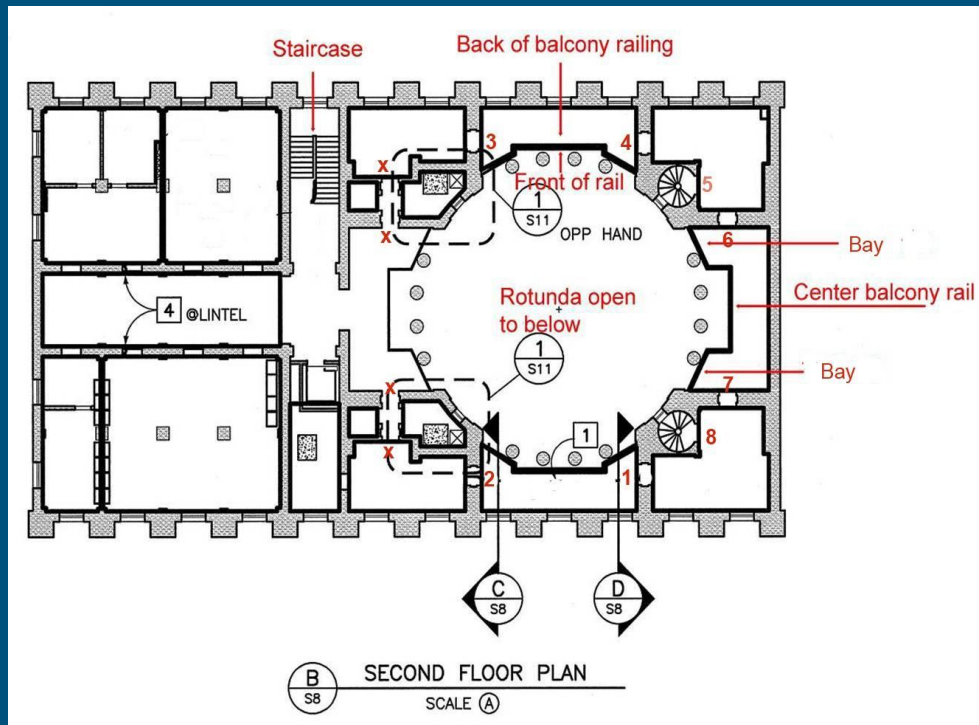 Staircase
Back of balcony railing
3
4
x
Front of rail
5
1
S11
OPP HAND
x
6
Bay
Rotunda open
to below
Center balcony rail
4 @LINTEL
1
S11
Bay
x
7
1
8
x
2
1
C
S8
D
S8
B
S8
SECOND FLOOR PLAN
SCALE A